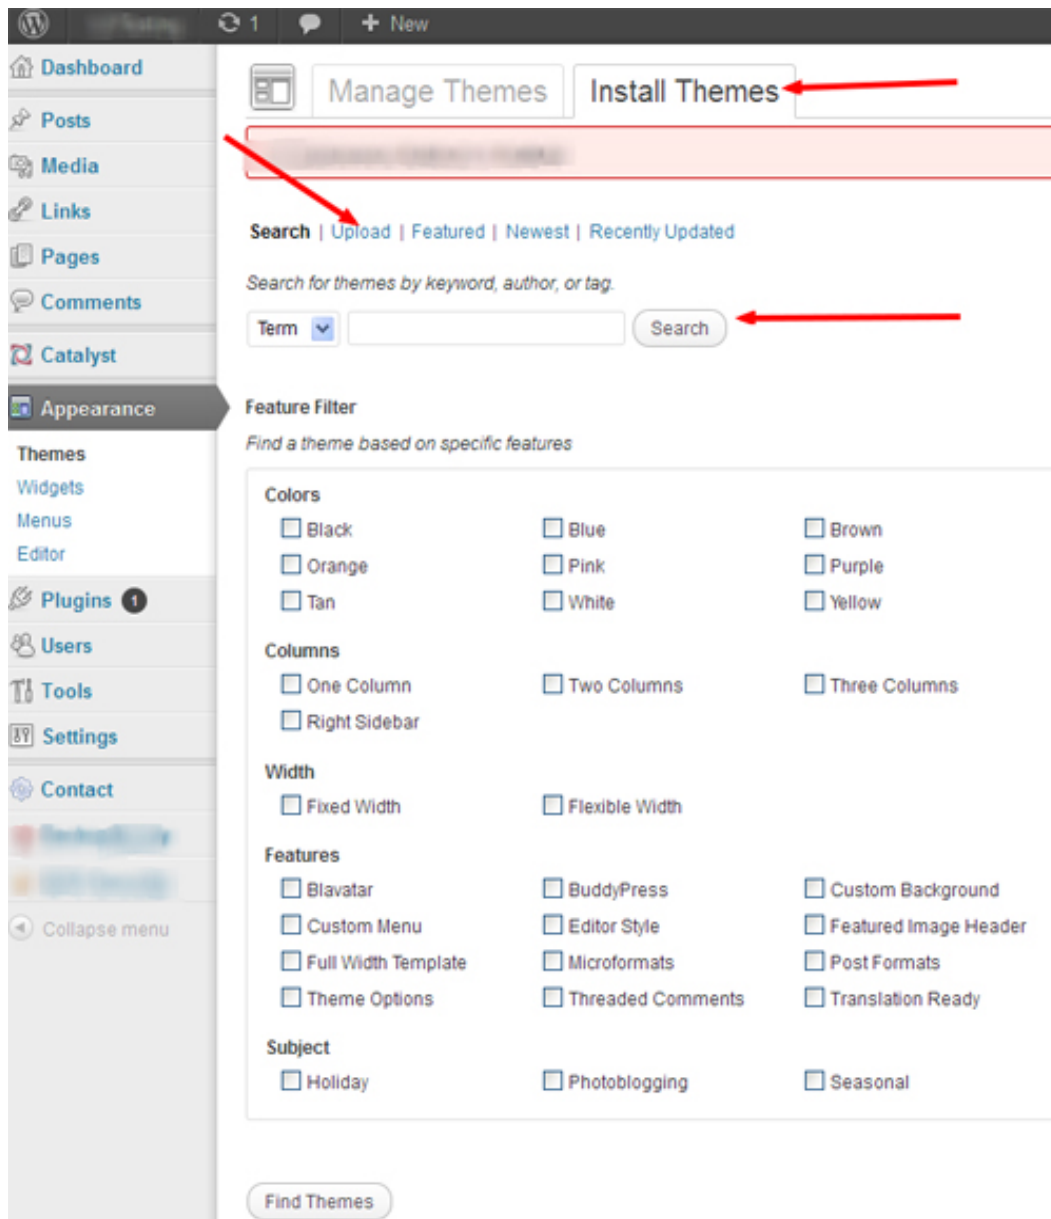 1 New
Dashboard
Posts
Media
Links
Pages
Comments
Catalyst
Appearance
Themes
Widgets
Menus
Editor
Plugins 1
Users
Tools
Settings
Contact
Collapse menu
Manage Themes Install Themes
Search | Upload | Featured | Newest | Recently Updated
Search for themes by keyword, author, or tag.
Term Search
Feature Filter
Find a theme based on specific features
Colors
Black Blue Brown
Orange Pink Purple
Tan White Yellow
Columns
One Column Two Columns Three Columns
Right Sidebar
Width
Fixed Width Flexible Width
Features
Blavatar BuddyPress Custom Background
Custom Menu Editor Style Featured Image Header
Full Width Template Microformats Post Formats
Theme Options Threaded Comments Translation Ready
Subject
Holiday Photoblogging Seasonal
Find Themes